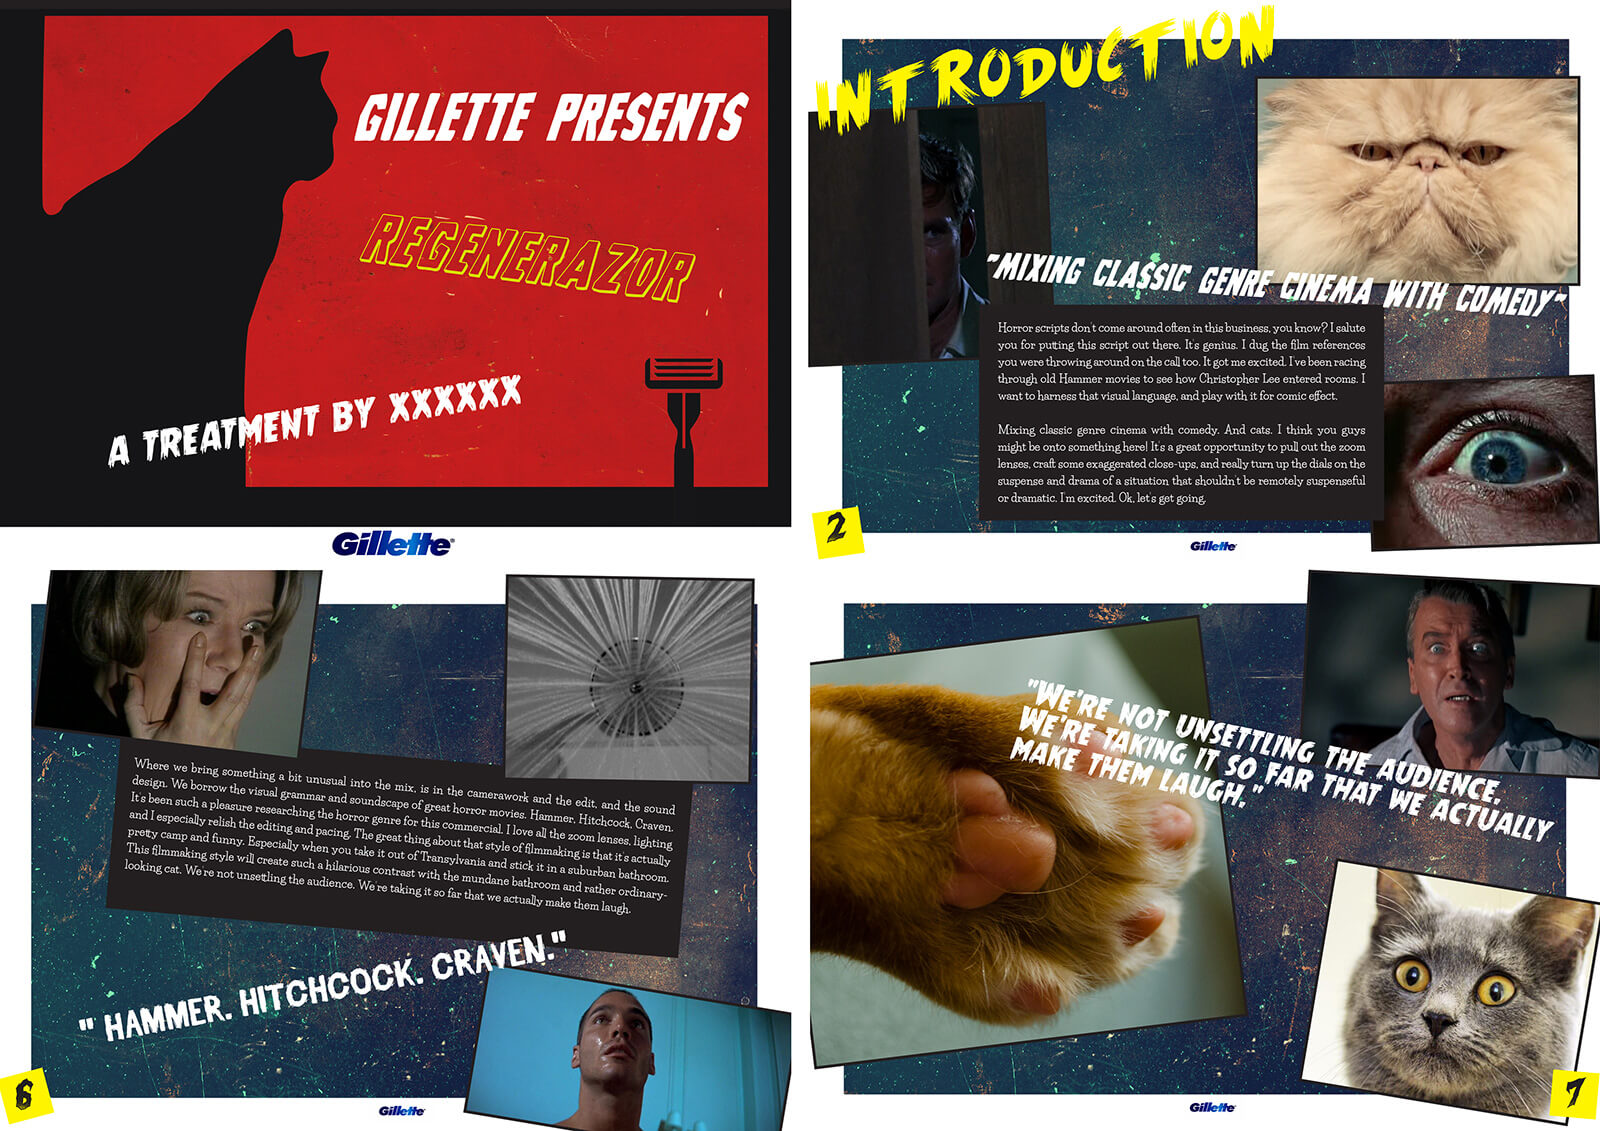 GILLETTE PRESENTS
REGENERAZOR
A TREATMENT BY XXXXXX
Gillette
INTRODUCTION
"MIXING CLASSIC GENRE CINEMA WITH COMEDY"
Horror scripts don't come around often in this business, you know? I salute
you for putting this script out there. It's genius. I dug the film references
you were throwing around on the call too. It got me excited. I've been racing
through old Hammer movies to see how Christopher Lee entered rooms. I
want to harness that visual language, and play with it for comic effect.
Mixing classic genre cinema with comedy. And cats. I think you guys
might be onto something here! It's a great opportunity to pull out the zoom
lenses, craft some exaggerated close-ups, and really turn up the dials on the
suspense and drama of a situation that shouldn't be remotely suspenseful
or dramatic. I'm excited. Ok, let's get going.
2
Gillette
Where we bring something a bit unusual into the mix, is in the camerawork and the edit, and the sound
design. We borrow the visual grammar and soundscape of great horror movies. Hammer, Hitchcock, Craven.
It's been such a pleasure researching the horror genre for this commercial. I love all the zoom lenses, lighting
and I especially relish the editing and pacing. The great thing about that style of filmmaking is that it's actually
pretty camp and funny. Especially when you take it out of Transylvania and stick it in a suburban bathroom.
This filmmaking style will create such a hilarious contrast with the mundane bathroom and rather ordinary-
looking cat. We're not unsettling the audience. We're taking it so far that we actually make them laugh.
" HAMMER. HITCHCOCK. CRAVEN."
6
Gillette
"WE'RE NOT UNSETTLING THE AUDIENCE.
WE'RE TAKING IT SO FAR THAT WE ACTUALLY
MAKE THEM LAUGH."
Gillette
7